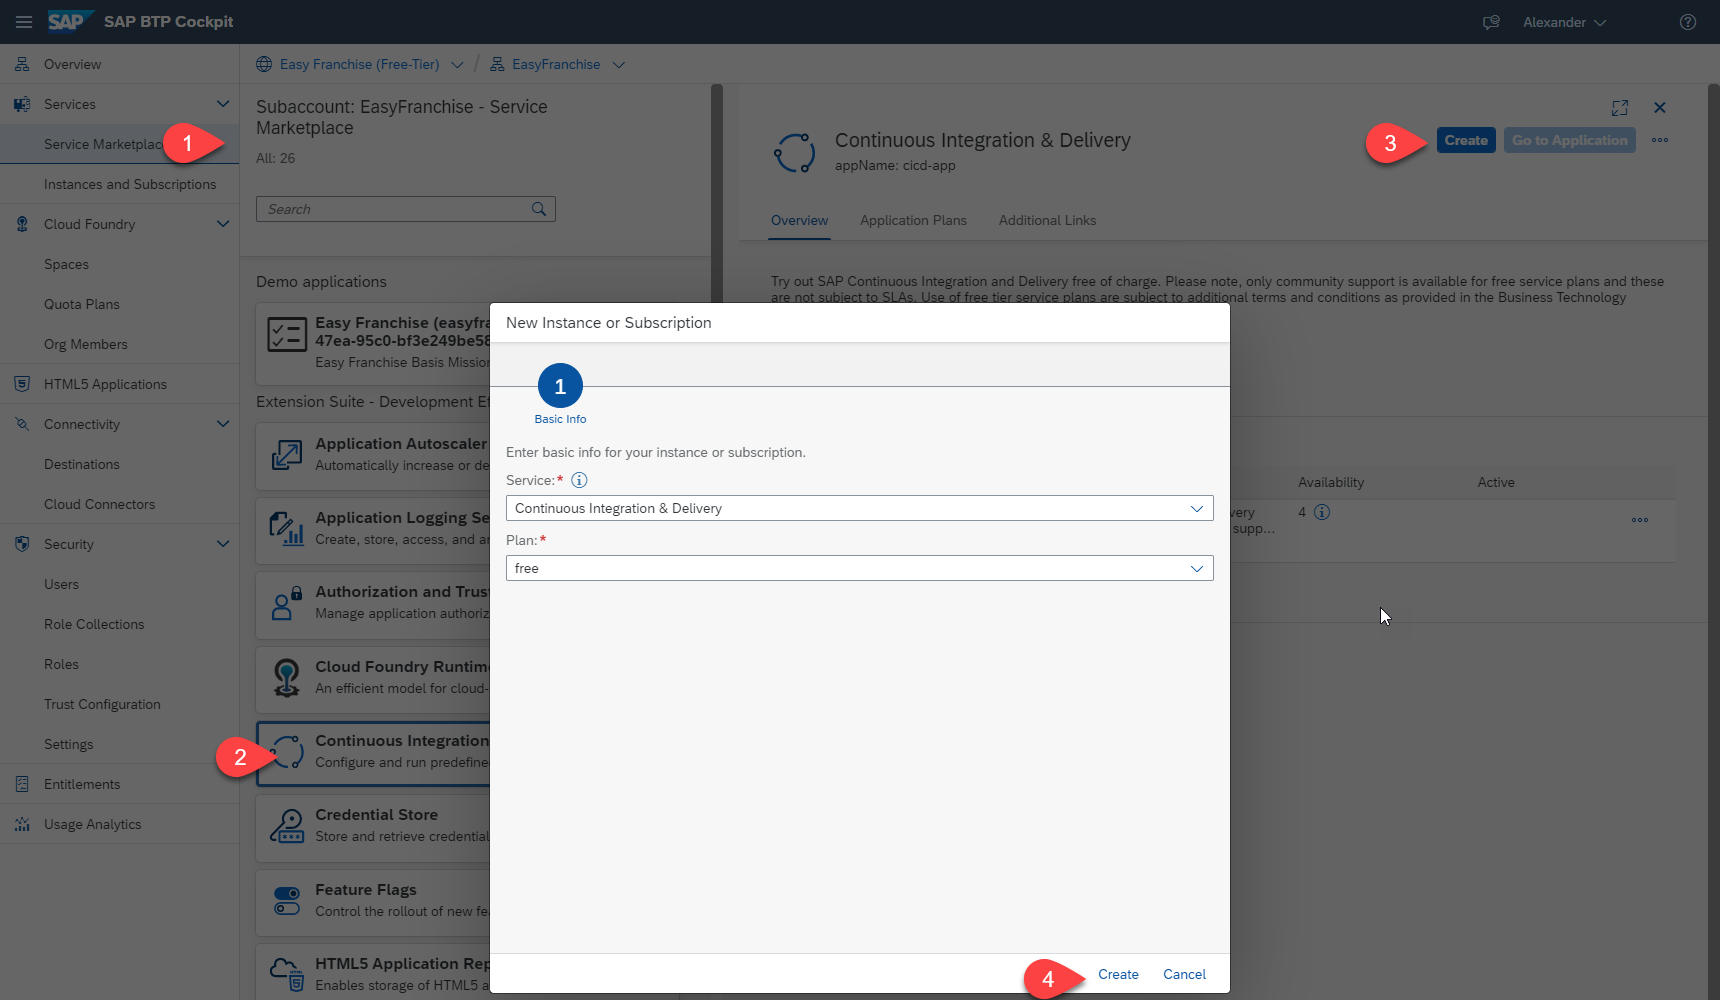 SAP SAP BTP Cockpit
Alexander
Overview
Services
Service Marketplac
1
Instances and Subscriptions
Cloud Foundry
Spaces
Quota Plans
Org Members
HTML5 Applications
Connectivity
Destinations
Cloud Connectors
Security
Users
Role Collections
Roles
Trust Configuration
Settings
Entitlements
Usage Analytics
Easy Franchise (Free-Tier) / EasyFranchise
Subaccount: EasyFranchise - Service
Marketplace
All: 26
Search
Demo applications
Easy Franchise (easyfra
47ea-95c0-bf3e249be58
Easy Franchise Basis Mission
Extension Suite - Development Ef
Application Autoscaler
Automatically increase or de
Application Logging Se
Create, store, access, and an
Authorization and Trus
Manage application authoriz
Cloud Foundry Runtime
An efficient model for cloud-
2
Continuous Integration
Configure and run predefine
Credential Store
Store and retrieve credential
Feature Flags
Control the rollout of new fea
HTML5 Application Rep
Enables storage of HTML5 a
Continuous Integration & Delivery
appName: cicd-app
3
Create
Go to Application
Overview
Application Plans
Additional Links
Try out SAP Continuous Integration and Delivery free of charge. Please note, only community support is available for free service plans and these
are not subject to SLAs. Use of free tier service plans are subject to additional terms and conditions as provided in the Business Technology
Availability
Active
very
supp...
4
New Instance or Subscription
1
Basic Info
Enter basic info for your instance or subscription.
Service:*
Continuous Integration & Delivery
Plan:*
free
4
Create
Cancel